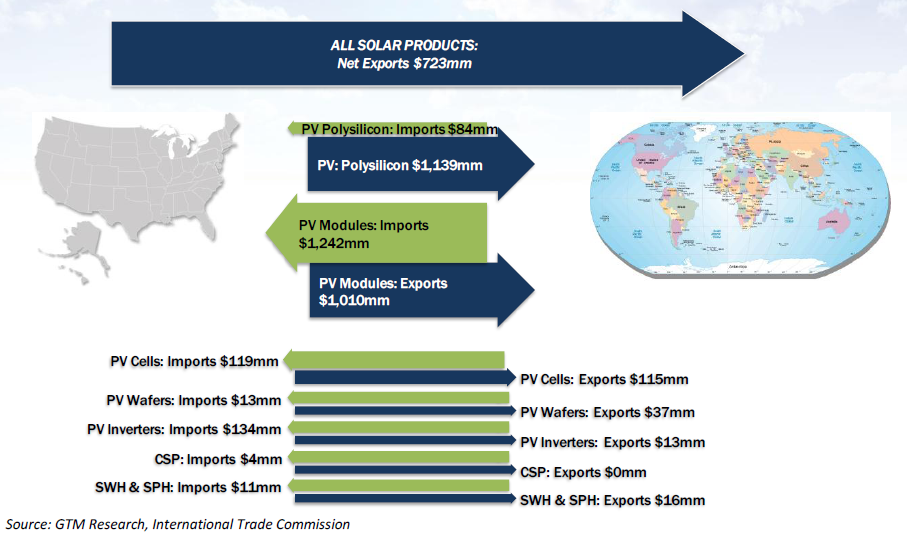 ALL SOLAR PRODUCTS:
Net Exports $723mm
PV Polysilicon: Imports $84mm
PV: Polysilicon $1,139mm
PV Modules: Imports
$1,242mm
PV Modules: Exports
$1,010mm
PV Cells: Imports $119mm
PV Cells: Exports $115mm
PV Wafers: Imports $13mm
PV Wafers: Exports $37mm
PV Inverters: Imports $134mm
PV Inverters: Exports $13mm
CSP: Imports $4mm
CSP: Exports $0mm
SWH & SPH: Imports $11mm
SWH & SPH: Exports $16mm
Source: GTM Research, International Trade Commission